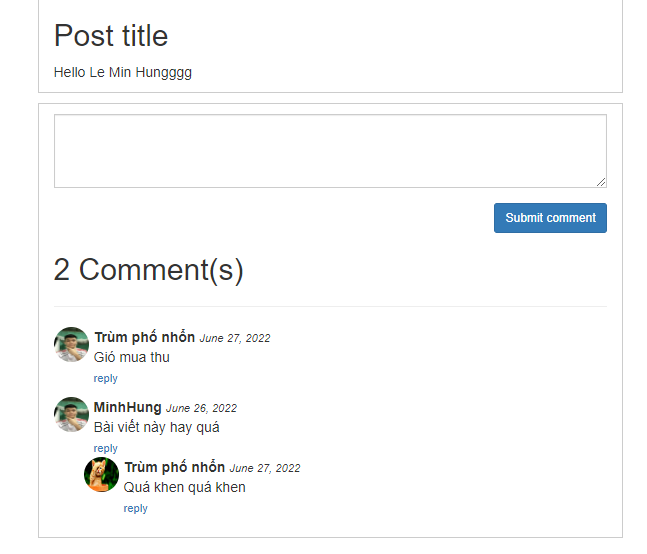 Post title
Hello Le Min Hungggg
Submit comment
2 Comment(s)
Trùm phố nhổn June 27, 2022
Gió mua thu
reply
MinhHung June 26, 2022
Bài viết này hay quá
reply
Trùm phố nhổn June 27, 2022
Quá khen quá khen
reply